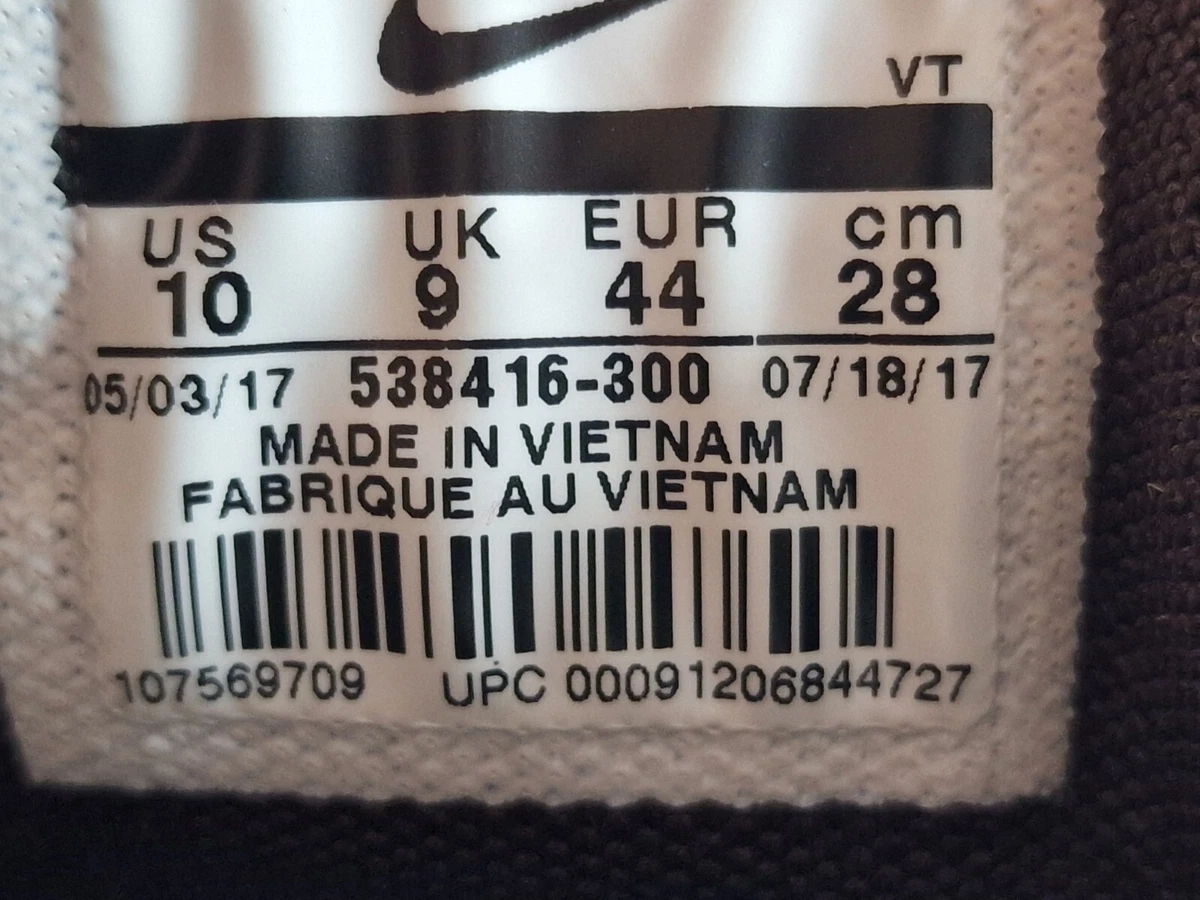 VT
US UK EUR cm
10 9 44 28
05/03/17 538416-300 07/18/17
MADE IN VIETNAM
FABRIQUE AU VIETNAM
107569709 UPC 00091206844727